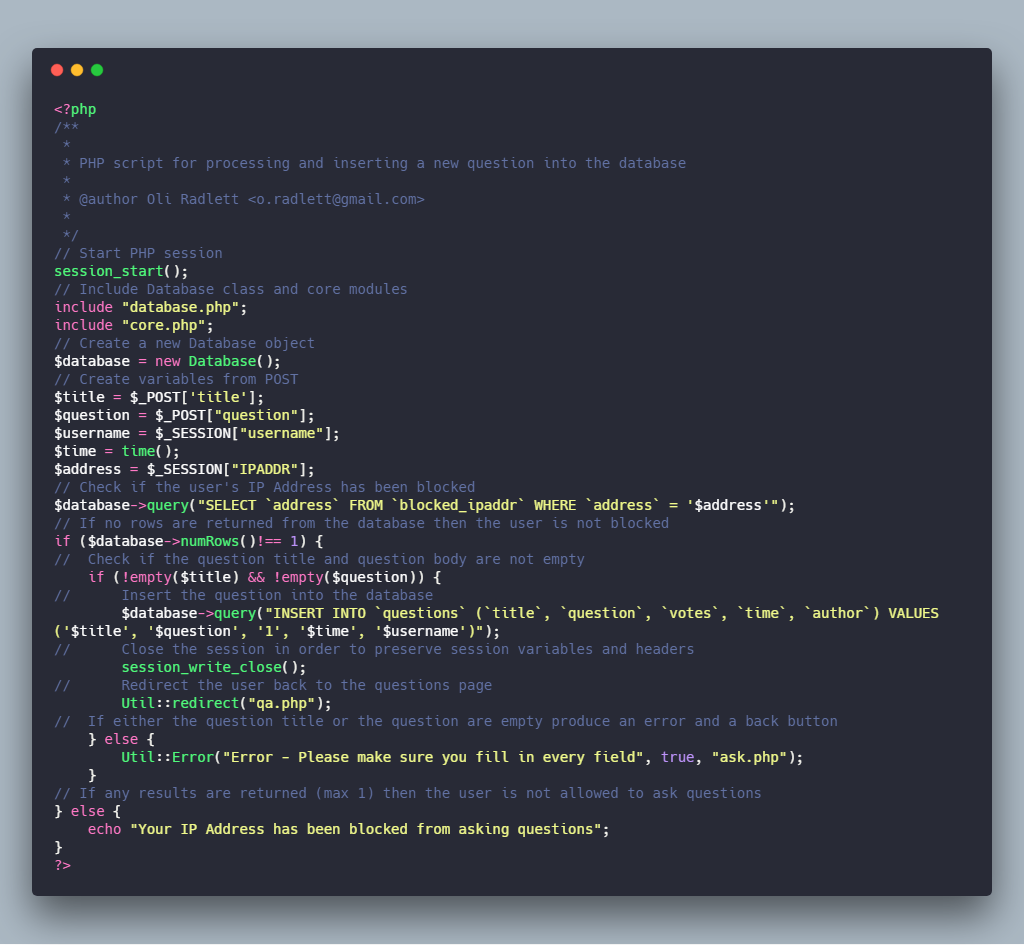 <?php
/**
 *
 * PHP script for processing and inserting a new question into the database
 *
 * @author Oli Radlett <o.radlett@gmail.com>
 *
 */
// Start PHP session
session_start();
// Include Database class and core modules
include "database.php";
include "core.php";
// Create a new Database object
$database = new Database();
// Create variables from POST
$title = $_POST['title'];
$question = $_POST["question"];
$username = $_SESSION["username"];
$time = time();
$address = $_SESSION["IPADDR"];
// Check if the user's IP Address has been blocked
$database->query("SELECT `address` FROM `blocked_ipaddr` WHERE `address` = '$address'");
// If no rows are returned from the database then the user is not blocked
if ($database->numRows()!== 1) {
//  Check if the question title and question body are not empty
    if (!empty($title) && !empty($question)) {
//      Insert the question into the database
        $database->query("INSERT INTO `questions` (`title`, `question`, `votes`, `time`, `author`) VALUES
('$title', '$question', '1', '$time', '$username')");
//      Close the session in order to preserve session variables and headers
        session_write_close();
//      Redirect the user back to the questions page
        Util::redirect("qa.php");
//  If either the question title or the question are empty produce an error and a back button
    } else {
        Util::Error("Error - Please make sure you fill in every field", true, "ask.php");
    }
// If any results are returned (max 1) then the user is not allowed to ask questions
} else {
    echo "Your IP Address has been blocked from asking questions";
}
?>